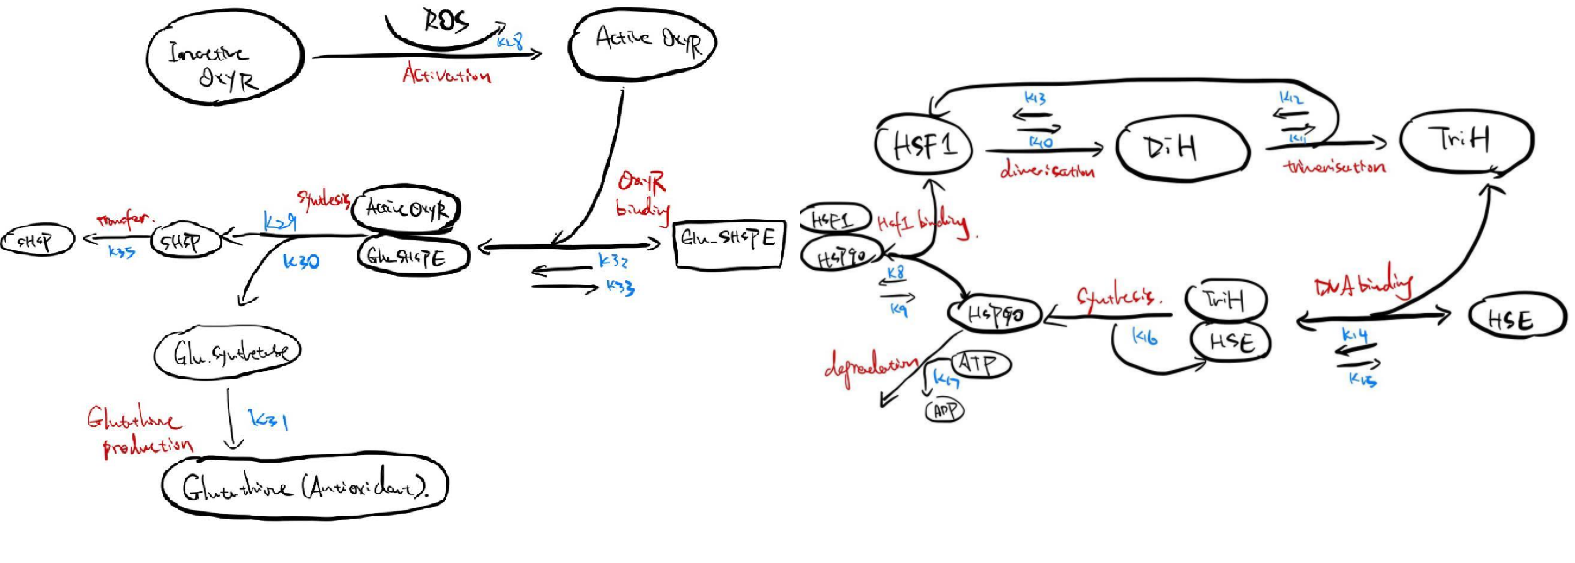 Inactive
OxyR
ROS
K28
Activation
Active OxyR
OxyR
binding
Glu_SHSPE
K32
K33
Active OxyR
Glu_SHSPE
Synthesis
K29
K30
SHSP
transfer.
K35
SHSP
Glu.synthetase
K31
Glutathione
production
Glutathione (Antioxidant).
HSF1
K13
K10
dimerisation
DiH
K12
K11
trimerisation
TriH
HSF1
HSP90
Hsf1 binding.
K8
K9
HSP90
Synthesis.
K16
TriH
HSE
DNA binding
K14
K15
HSE
degradation
K17
ATP
ADP